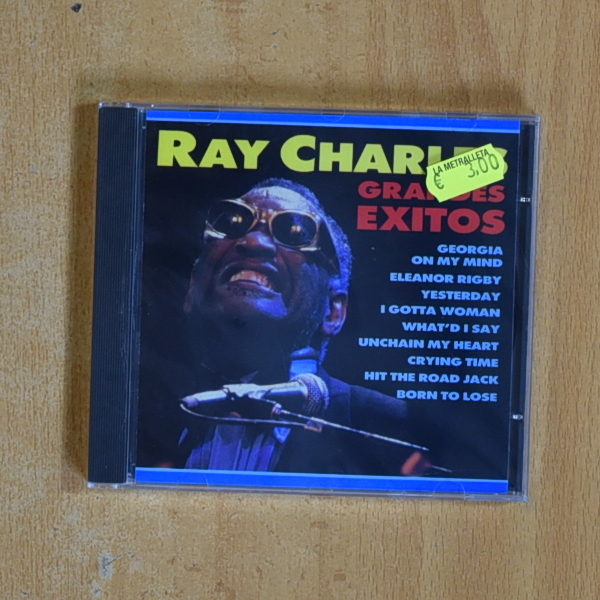 RAY CHARLES
GRANDES
EXITOS
LA METRALLETA
€ 3,00
GEORGIA
ON MY MIND
ELEANOR RIGBY
YESTERDAY
I GOTTA WOMAN
WHAT'D I SAY
UNCHAIN MY HEART
CRYING TIME
HIT THE ROAD JACK
BORN TO LOSE